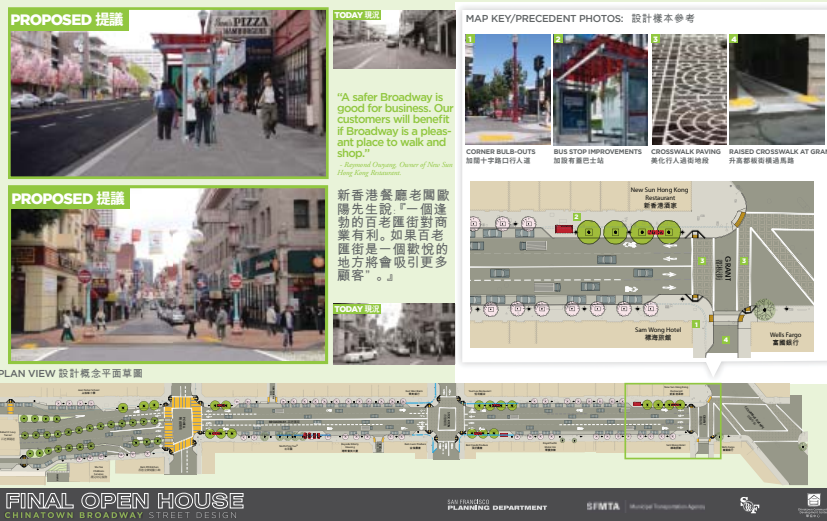 PROPOSED 提議
TODAY 現況
"A safer Broadway is
good for business. Our
customers will benefit
if Broadway is a pleas-
ant place to walk and
shop."
- Raymond Ouyang, Owner of New Sun
Hong Kong Restaurant.
新香港餐廳老闆歐
陽先生說,『一個蓬
勃的百老匯街對商
業有利。如果百老
匯街是一個歡悅的
地方將會吸引更多
顧客"。』
PROPOSED 提議
TODAY 現況
MAP KEY/PRECEDENT PHOTOS: 設計樣本參考
1
2
3
4
CORNER BULB-OUTS
加闊十字路口行人道
BUS STOP IMPROVEMENTS
加設有蓋巴士站
CROSSWALK PAVING
美化行人過街地段
RAISED CROSSWALK AT GRAN
升高都板街橫過馬路
New Sun Hong Kong
Restaurant
新香港酒家
2
3
GRANT
都板街
3
1
4
Sam Wong Hotel
Wells Fargo
富國銀行
PLAN VIEW 設計概念平面草圖
FINAL OPEN HOUSE
CHINATOWN BROADWAY STREET DESIGN
SAN FRANCISCO
PLANNING DEPARTMENT
SFMTA
Municipal Transportation Agency